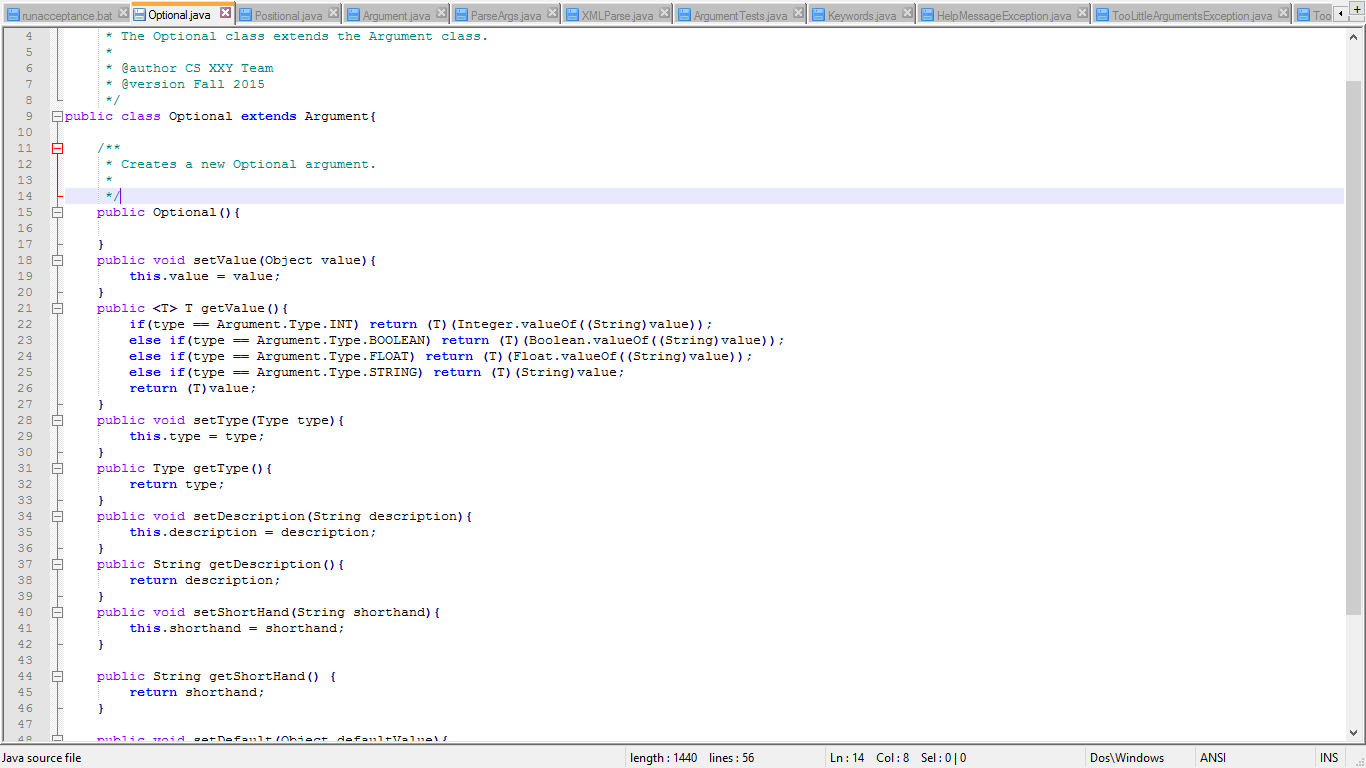 runacceptance.bat Optional.java Positional.java Argument.java ParseArgs.java XMLParse.java ArgumentTests.java Keywords.java HelpMessageException.java TooLittleArgumentsException.java Too
4 * The Optional class extends the Argument class.
5 *
6 * @author CS XXY Team
7 * @version Fall 2015
8 */
9 public class Optional extends Argument{
10
11 /**
12 * Creates a new Optional argument.
13 *
14 */
15 public Optional(){
16
17 }
18 public void setValue(Object value){
19 this.value = value;
20 }
21 public <T> T getValue(){
22 if(type == Argument.Type.INT) return (T)(Integer.valueOf((String)value));
23 else if(type == Argument.Type.BOOLEAN) return (T)(Boolean.valueOf((String)value));
24 else if(type == Argument.Type.FLOAT) return (T)(Float.valueOf((String)value));
25 else if(type == Argument.Type.STRING) return (T)(String)value;
26 return (T)value;
27 }
28 public void setType(Type type){
29 this.type = type;
30 }
31 public Type getType(){
32 return type;
33 }
34 public void setDescription(String description){
35 this.description = description;
36 }
37 public String getDescription(){
38 return description;
39 }
40 public void setShortHand(String shorthand){
41 this.shorthand = shorthand;
42 }
43
44 public String getShortHand() {
45 return shorthand;
46 }
47
48 public void setDefault(Object defaultValue){
Java source file length : 1440 lines : 56 Ln : 14 Col : 8 Sel : 0 | 0 Dos\Windows ANSI INS